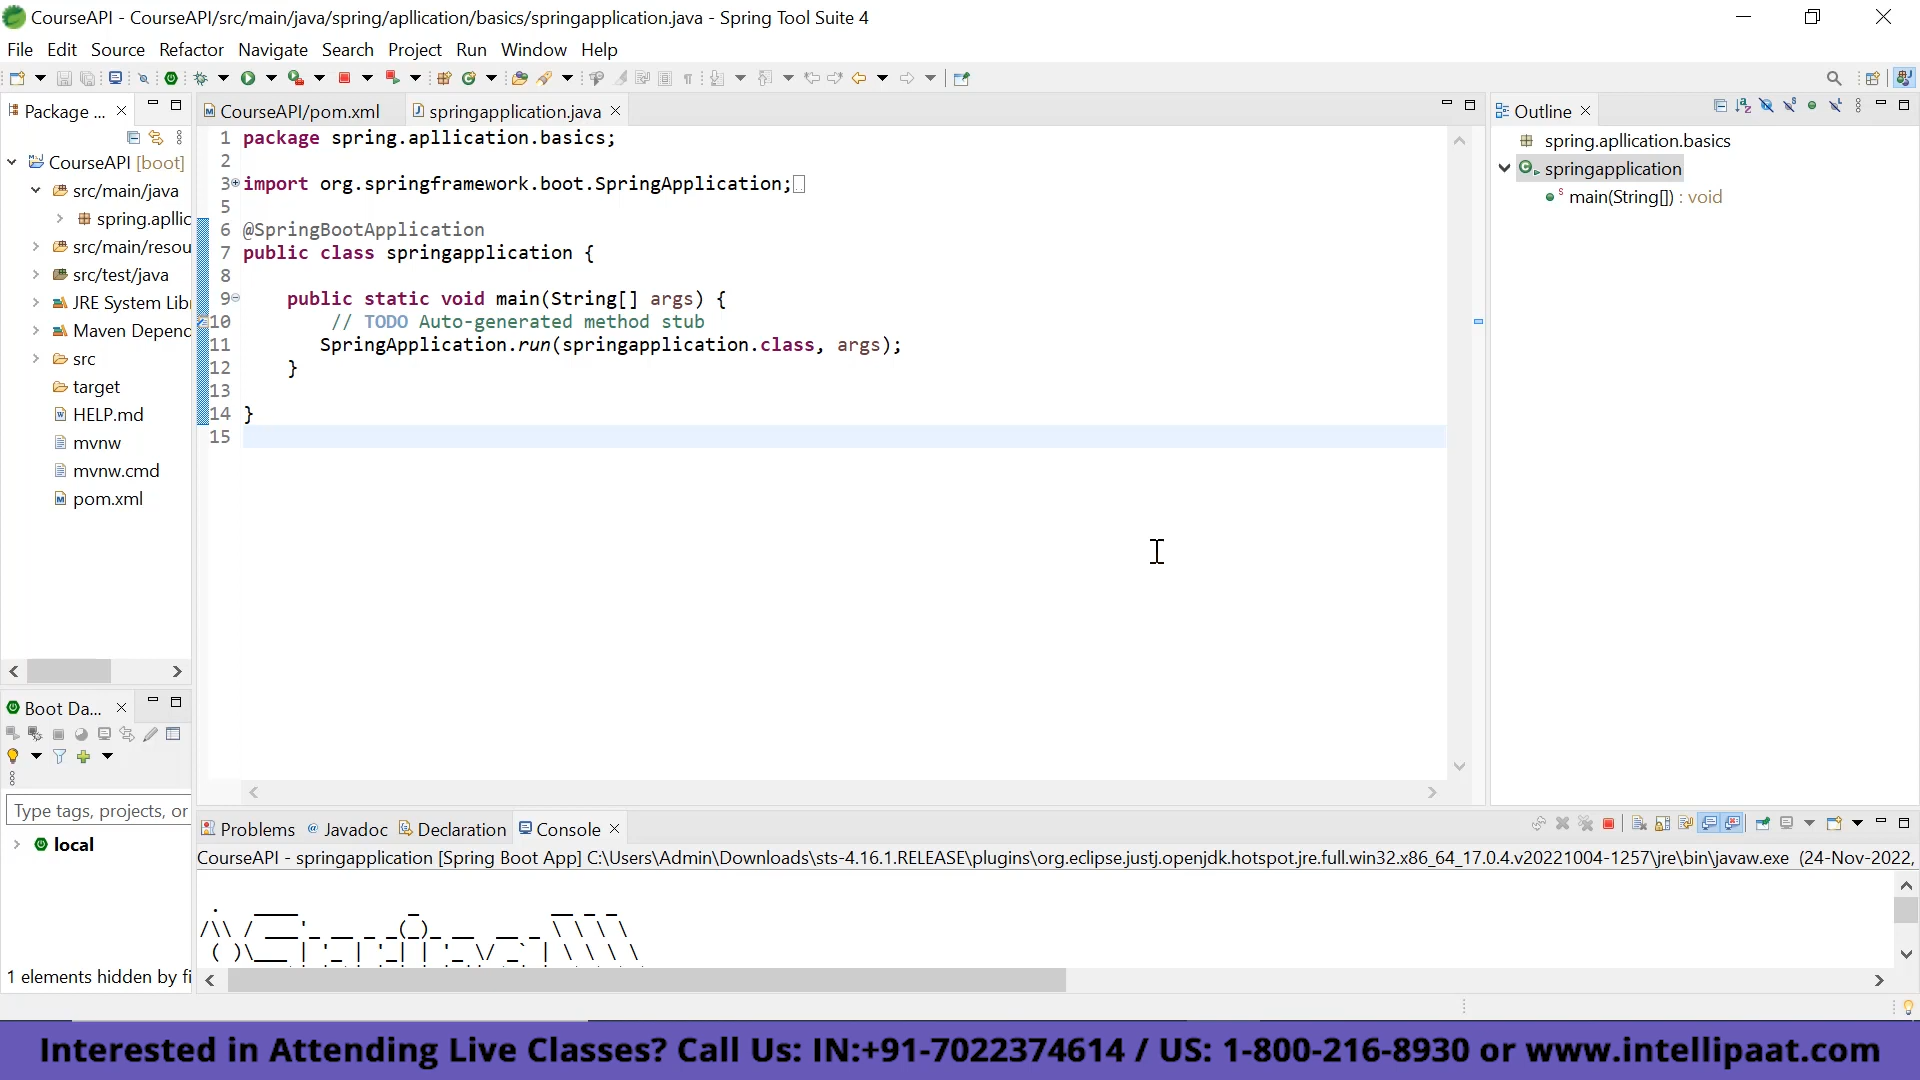 CourseAPI - CourseAPI/src/main/java/spring/apllication/basics/springapplication.java - Spring Tool Suite 4
File Edit Source Refactor Navigate Search Project Run Window Help
Package ...
CourseAPI [boot]
src/main/java
spring.apllic
src/main/resou
src/test/java
JRE System Libr
Maven Depend
src
target
HELP.md
mvnw
mvnw.cmd
pom.xml
CourseAPI/pom.xml springapplication.java
1 package spring.apllication.basics;
2
3 import org.springframework.boot.SpringApplication;
5
6 @SpringBootApplication
7 public class springapplication {
8
9 public static void main(String[] args) {
10 // TODO Auto-generated method stub
11 SpringApplication.run(springapplication.class, args);
12 }
13
14 }
15
Outline
spring.apllication.basics
springapplication
main(String[]) : void
Boot Da...
Type tags, projects, or
local
1 elements hidden by fi
Problems Javadoc Declaration Console
CourseAPI - springapplication [Spring Boot App] C:\Users\Admin\Downloads\sts-4.16.1.RELEASE\plugins\org.eclipse.justj.openjdk.hotspot.jre.full.win32.x86_64_17.0.4.v20221004-1257\jre\bin\javaw.exe (24-Nov-2022,
Interested in Attending Live Classes? Call Us: IN:+91-7022374614 / US: 1-800-216-8930 or www.intellipaat.com